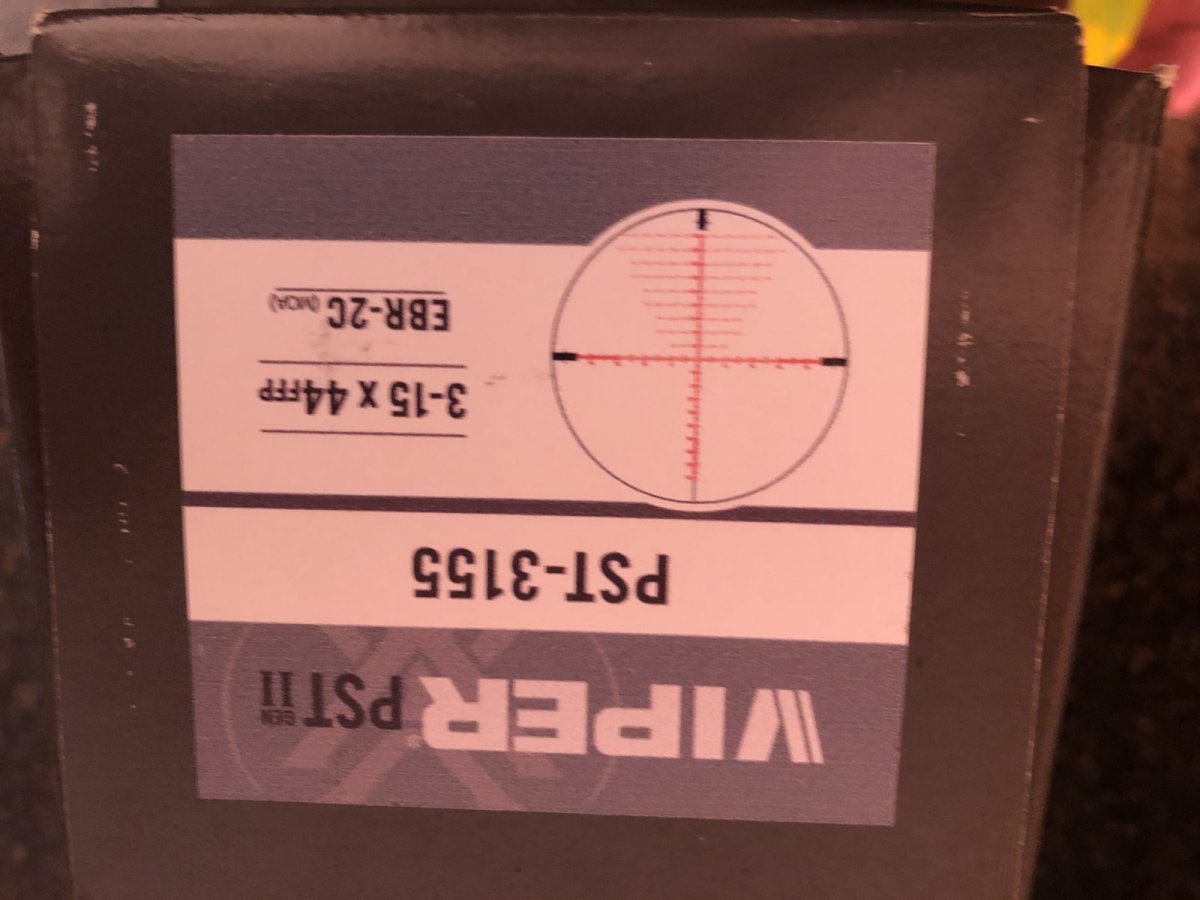 VIPER® PST GEN II
PST-3155
3-15 x 44FFP
EBR-2C (MOA)